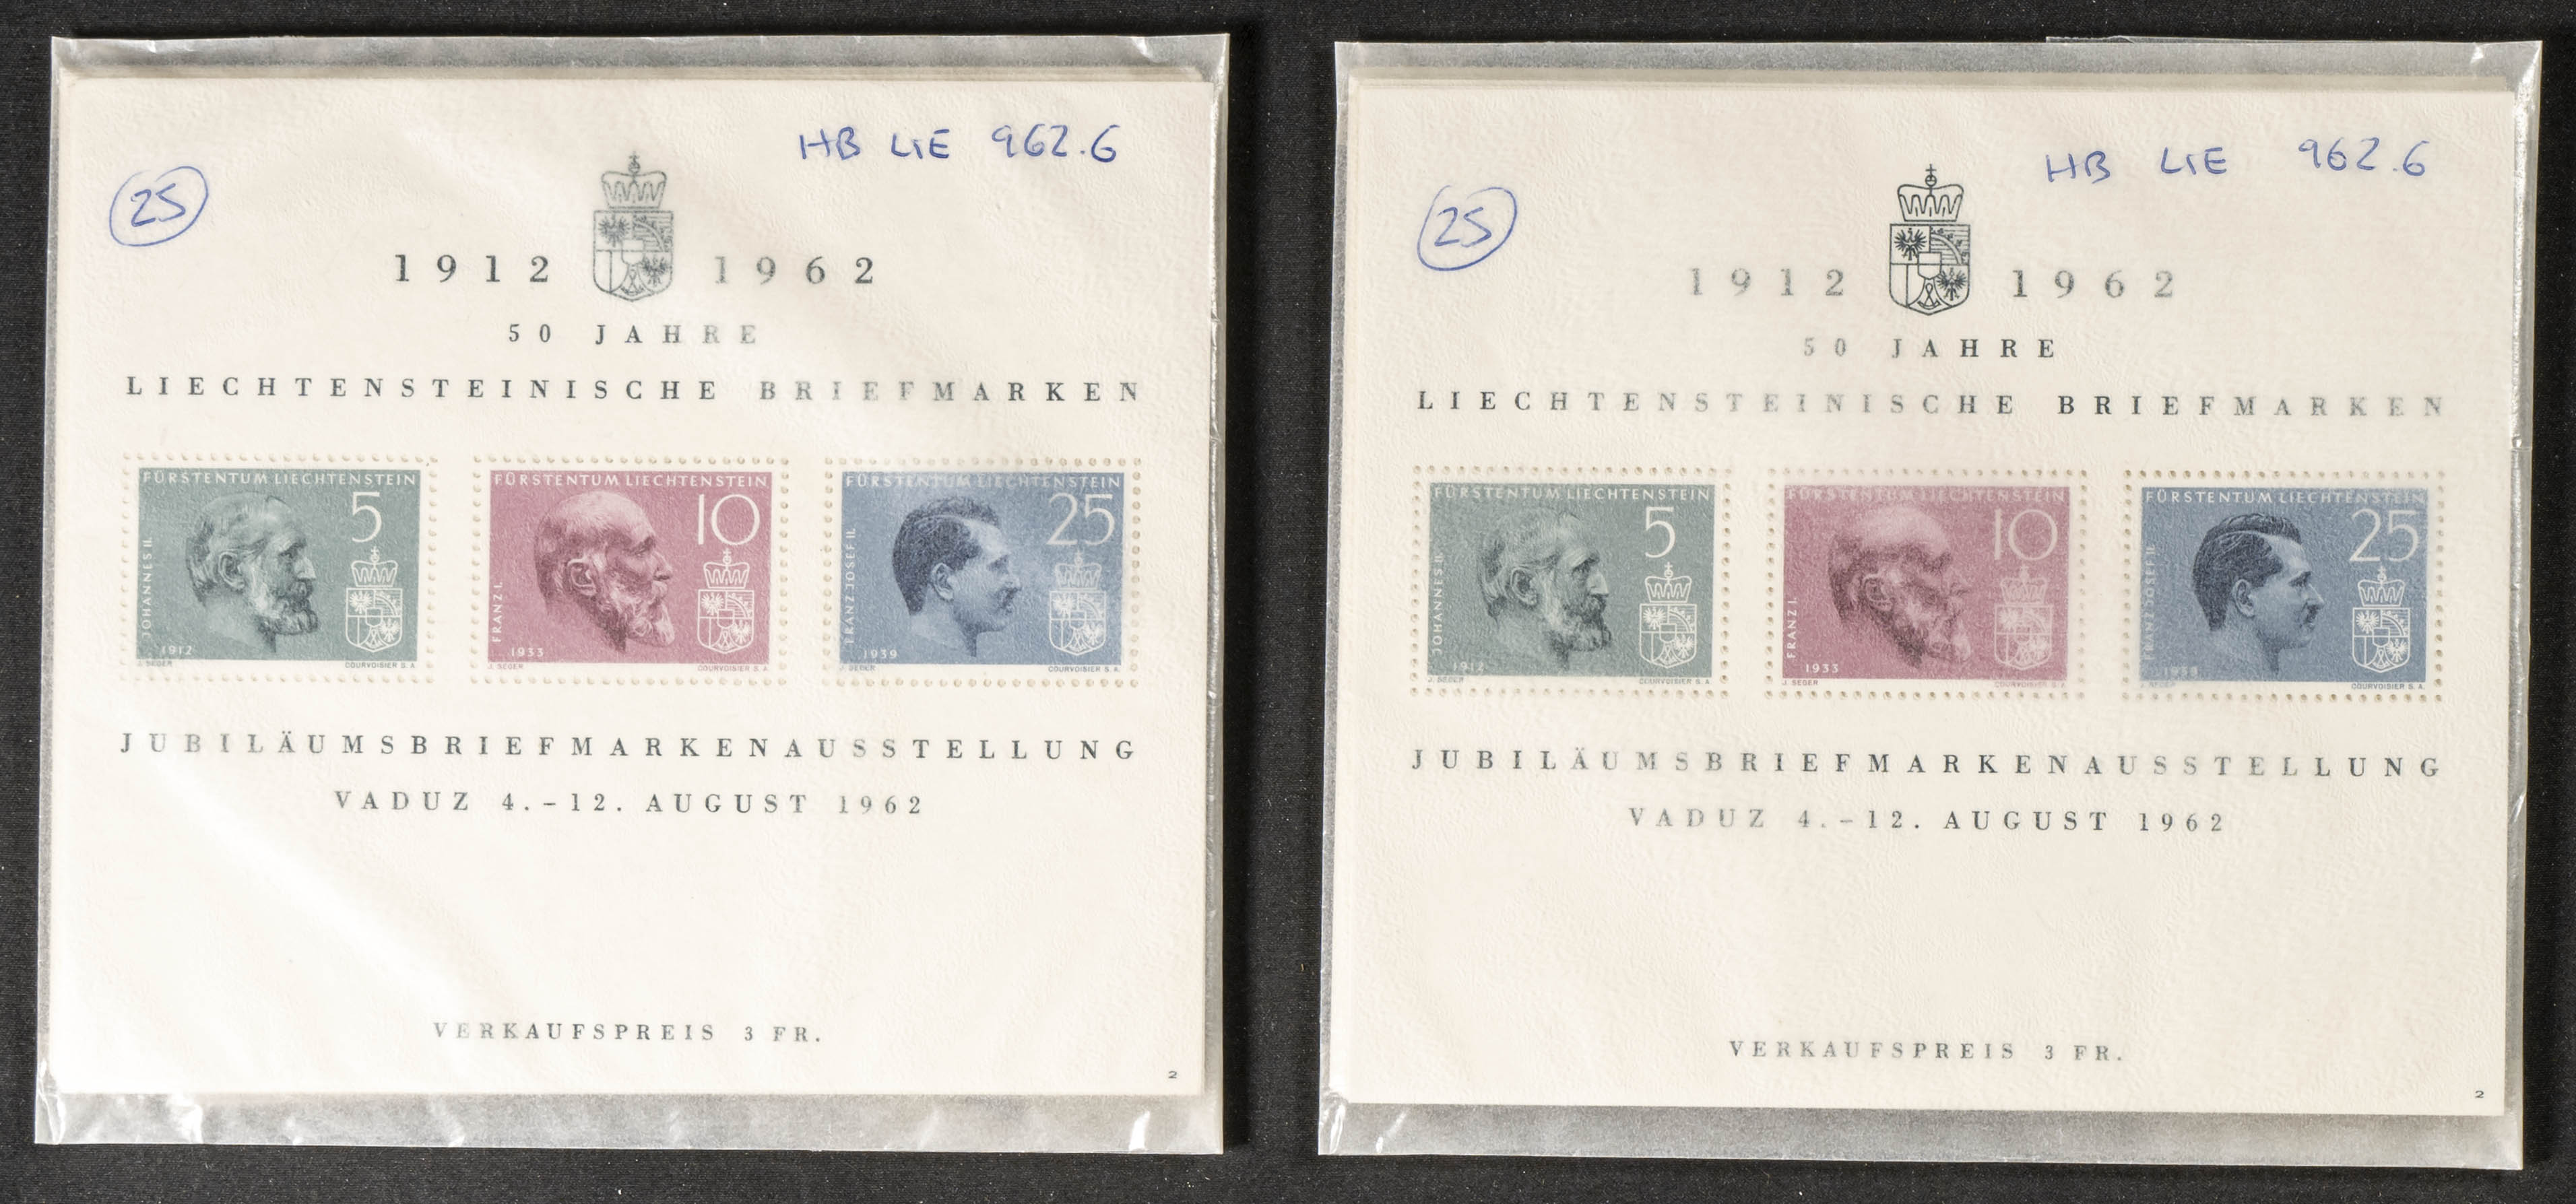 HB LIE 962.6
25
1912 1962
50 JAHRE
LIECHTENSTEINISCHE BRIEFMARKEN
FÜRSTENTUM LIECHTENSTEIN
5
JOHANNES II.
1912
J. SEGER COURVOISIER S.A.
FÜRSTENTUM LIECHTENSTEIN
10
FRANZ I.
1933
J. SEGER COURVOISIER S.A.
FÜRSTENTUM LIECHTENSTEIN
25
FRANZ JOSEF II.
1939
J. SEGER COURVOISIER S.A.
JUBILÄUMSBRIEFMARKENAUSSTELLUNG
VADUZ 4.-12. AUGUST 1962
VERKAUFSPREIS 3 FR.
2
HB LIE 962.6
25
1912 1962
50 JAHRE
LIECHTENSTEINISCHE BRIEFMARKEN
FÜRSTENTUM LIECHTENSTEIN
5
JOHANNES II.
1912
J. SEGER COURVOISIER S.A.
FÜRSTENTUM LIECHTENSTEIN
10
FRANZ I.
1933
J. SEGER COURVOISIER S.A.
FÜRSTENTUM LIECHTENSTEIN
25
FRANZ JOSEF II.
1939
J. SEGER COURVOISIER S.A.
JUBILÄUMSBRIEFMARKENAUSSTELLUNG
VADUZ 4.-12. AUGUST 1962
VERKAUFSPREIS 3 FR.
2